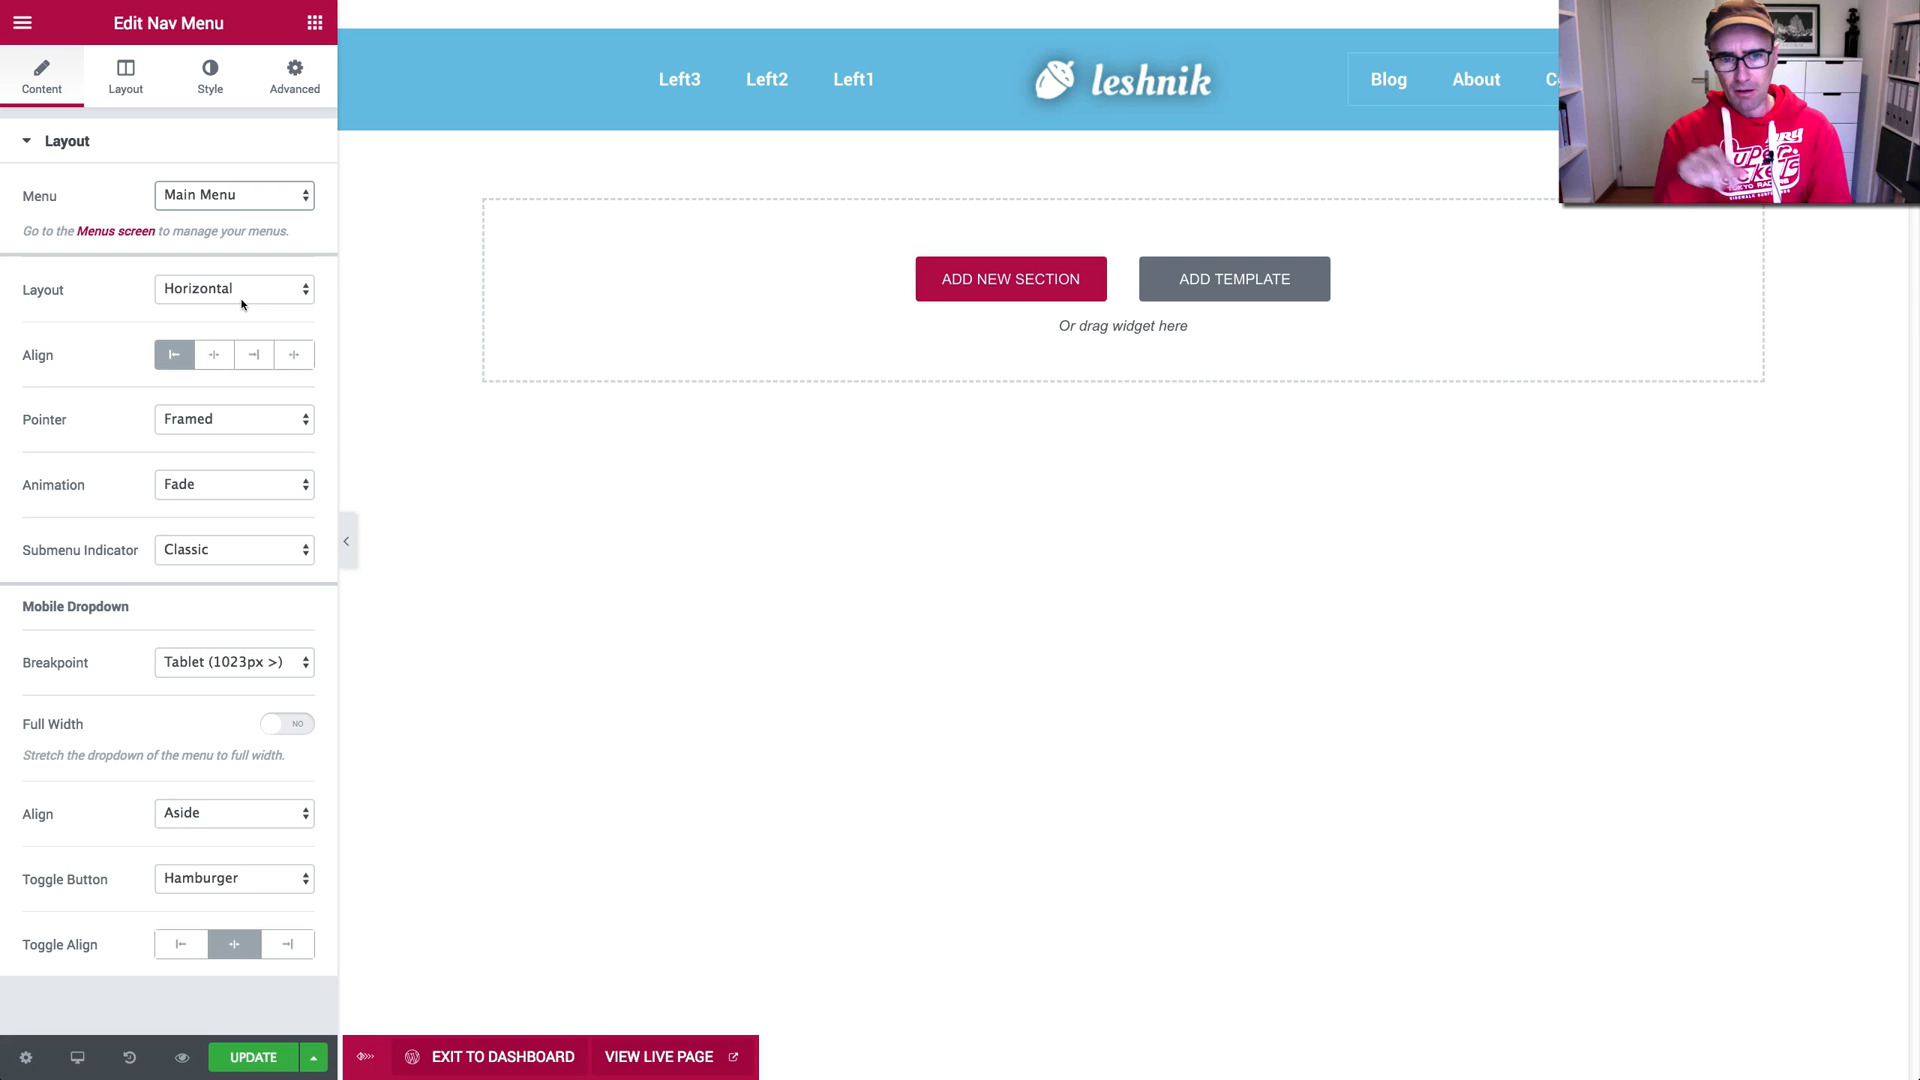 Edit Nav Menu
Content
Layout
Style
Advanced
Layout
Menu
Main Menu
Go to the Menus screen to manage your menus.
Layout
Horizontal
Align
Pointer
Framed
Animation
Fade
Submenu Indicator
Classic
Mobile Dropdown
Breakpoint
Tablet (1023px >)
Full Width
NO
Stretch the dropdown of the menu to full width.
Align
Aside
Toggle Button
Hamburger
Toggle Align
UPDATE
Left3 Left2 Left1
leshnik
Blog About
ADD NEW SECTION
ADD TEMPLATE
Or drag widget here
EXIT TO DASHBOARD
VIEW LIVE PAGE